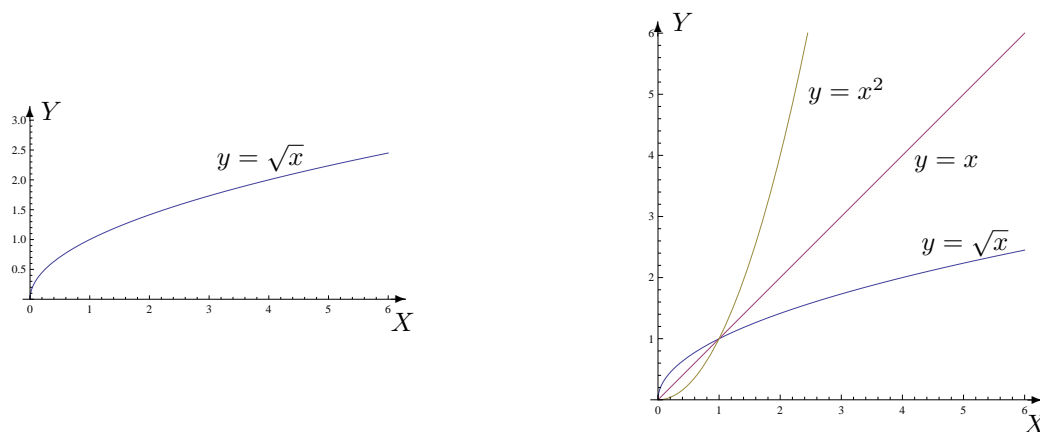 Y
3.0
2.5
2.0
1.5
1.0
0.5
y = √x
0 1 2 3 4 5 6
X
Y
6
5
4
3
2
1
y = x²
y = x
y = √x
0 1 2 3 4 5 6
X